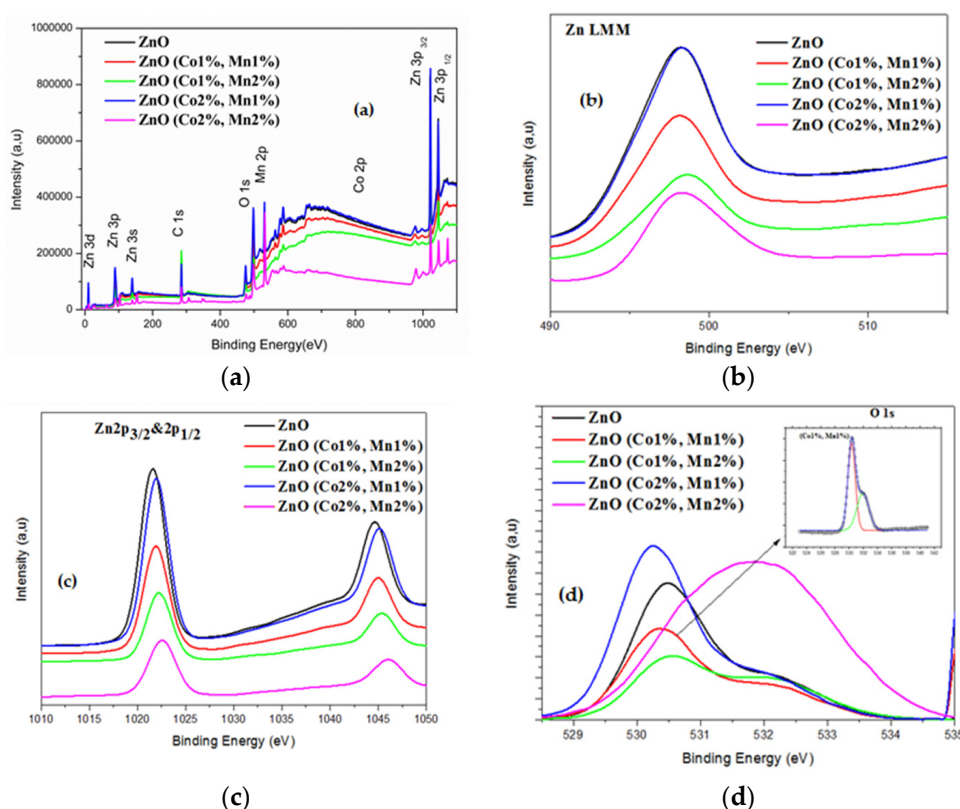 ZnO
ZnO (Co1%, Mn1%)
ZnO (Co1%, Mn2%)
ZnO (Co2%, Mn1%)
ZnO (Co2%, Mn2%)
(a)
Zn 3d
Zn 3p
Zn 3s
C 1s
O 1s
Mn 2p
Co 2p
Zn 3p 3/2
Zn 3p 1/2
Intensity (a,u)
1000000
800000
600000
400000
200000
0
0 200 400 600 800 1000
Binding Energy(eV)
(a)
Zn LMM
ZnO
ZnO (Co1%, Mn1%)
ZnO (Co1%, Mn2%)
ZnO (Co2%, Mn1%)
ZnO (Co2%, Mn2%)
(b)
Intensity (a,u)
490 500 510
Binding Energy (eV)
(b)
Zn2p3/2&2p1/2
ZnO
ZnO (Co1%, Mn1%)
ZnO (Co1%, Mn2%)
ZnO (Co2%, Mn1%)
ZnO (Co2%, Mn2%)
(c)
Intensity (a,u)
1010 1020 1030 1040 1050
Binding Energy (eV)
(c)
O 1s
ZnO
ZnO (Co1%, Mn1%)
ZnO (Co1%, Mn2%)
ZnO (Co2%, Mn1%)
ZnO (Co2%, Mn2%)
(Co1%, Mn1%)
(d)
Intensity (a,u)
529 530 531 532 533 534 535
Binding Energy (eV)
(d)